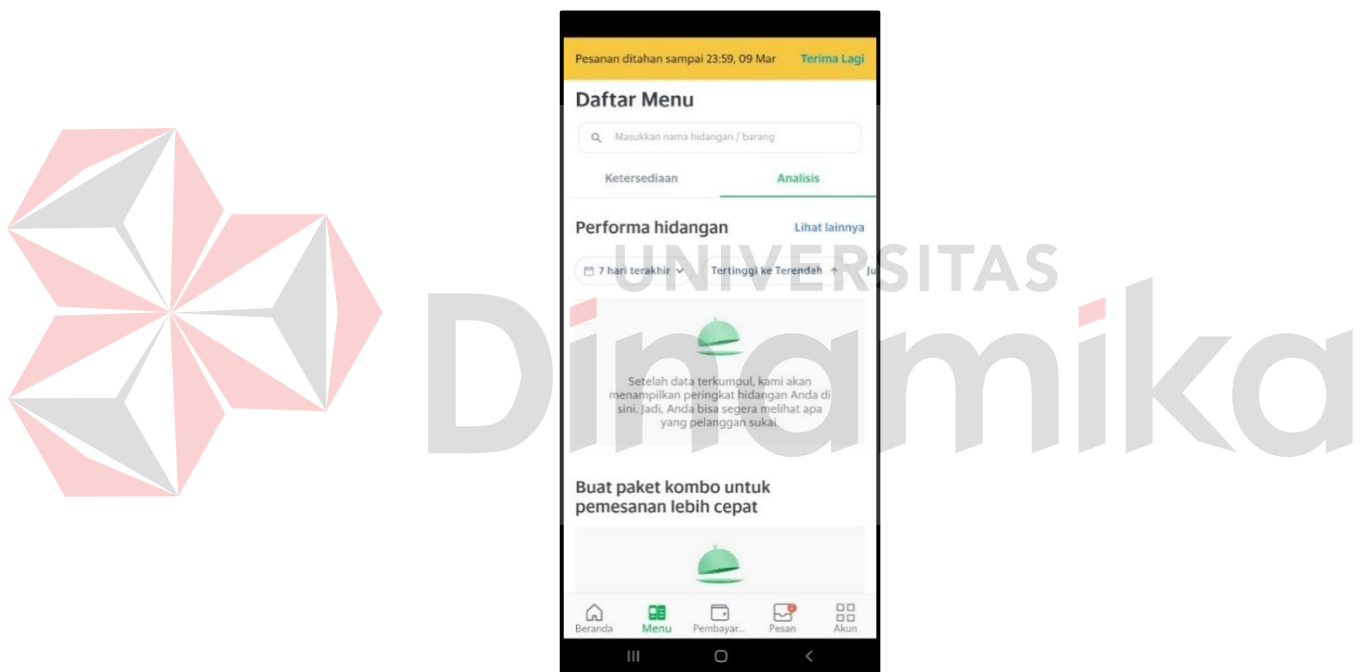 Pesanan ditahan sampai 23:59, 09 Mar Terima Lagi
Daftar Menu
Masukkan nama hidangan / barang
Ketersediaan Analisis
Performa hidangan Lihat lainnya
7 hari terakhir Tertinggi ke Terendah Ju
UNIVERSITAS
Dinamika
Setelah data terkumpul, kami akan
menampilkan peringkat hidangan Anda di
sini. Jadi, Anda bisa segera melihat apa
yang pelanggan sukai.
Buat paket kombo untuk
pemesanan lebih cepat
2
Beranda Menu Pembayar... Pesan Akun